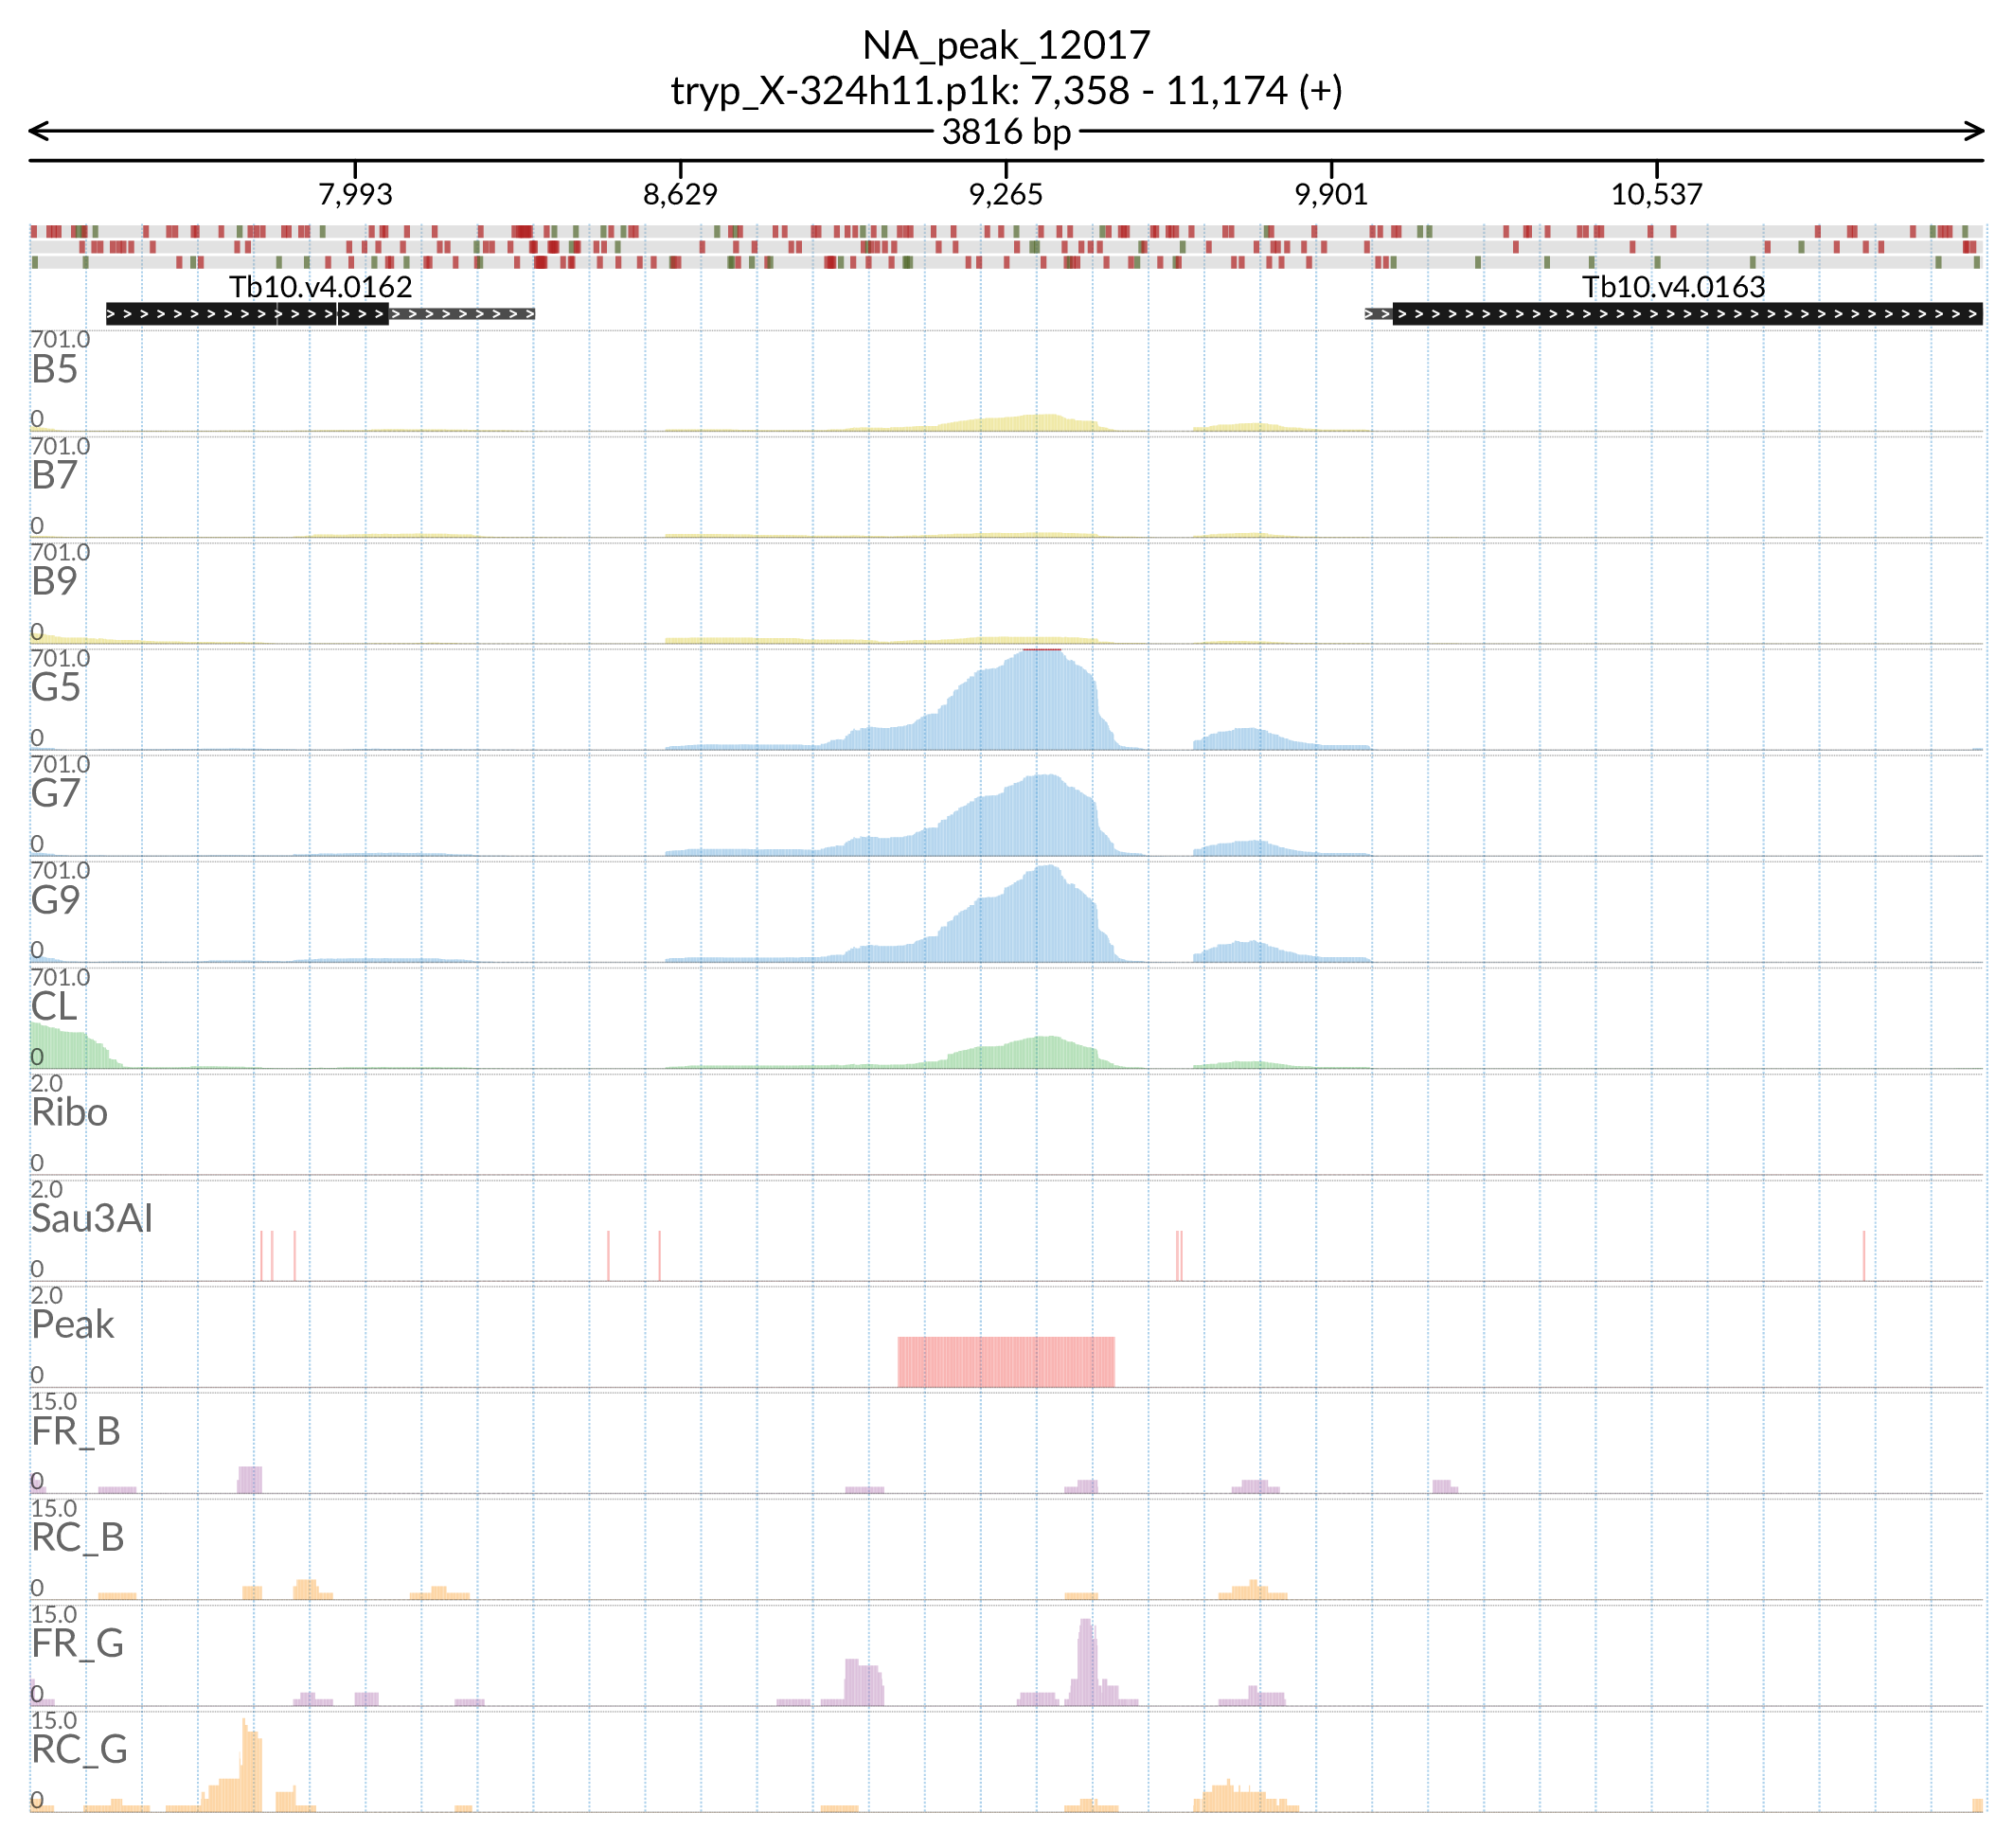 NA_peak_12017
tryp_X-324h11.p1k: 7,358 - 11,174 (+)
3816 bp
7,993 8,629 9,265 9,901 10,537
Tb10.v4.0162 Tb10.v4.0163
701.0
B5
0
701.0
B7
0
701.0
B9
0
701.0
G5
0
701.0
G7
0
701.0
G9
0
701.0
CL
0
2.0
Ribo
0
2.0
Sau3AI
0
2.0
Peak
0
15.0
FR_B
0
15.0
RC_B
0
15.0
FR_G
0
15.0
RC_G
0